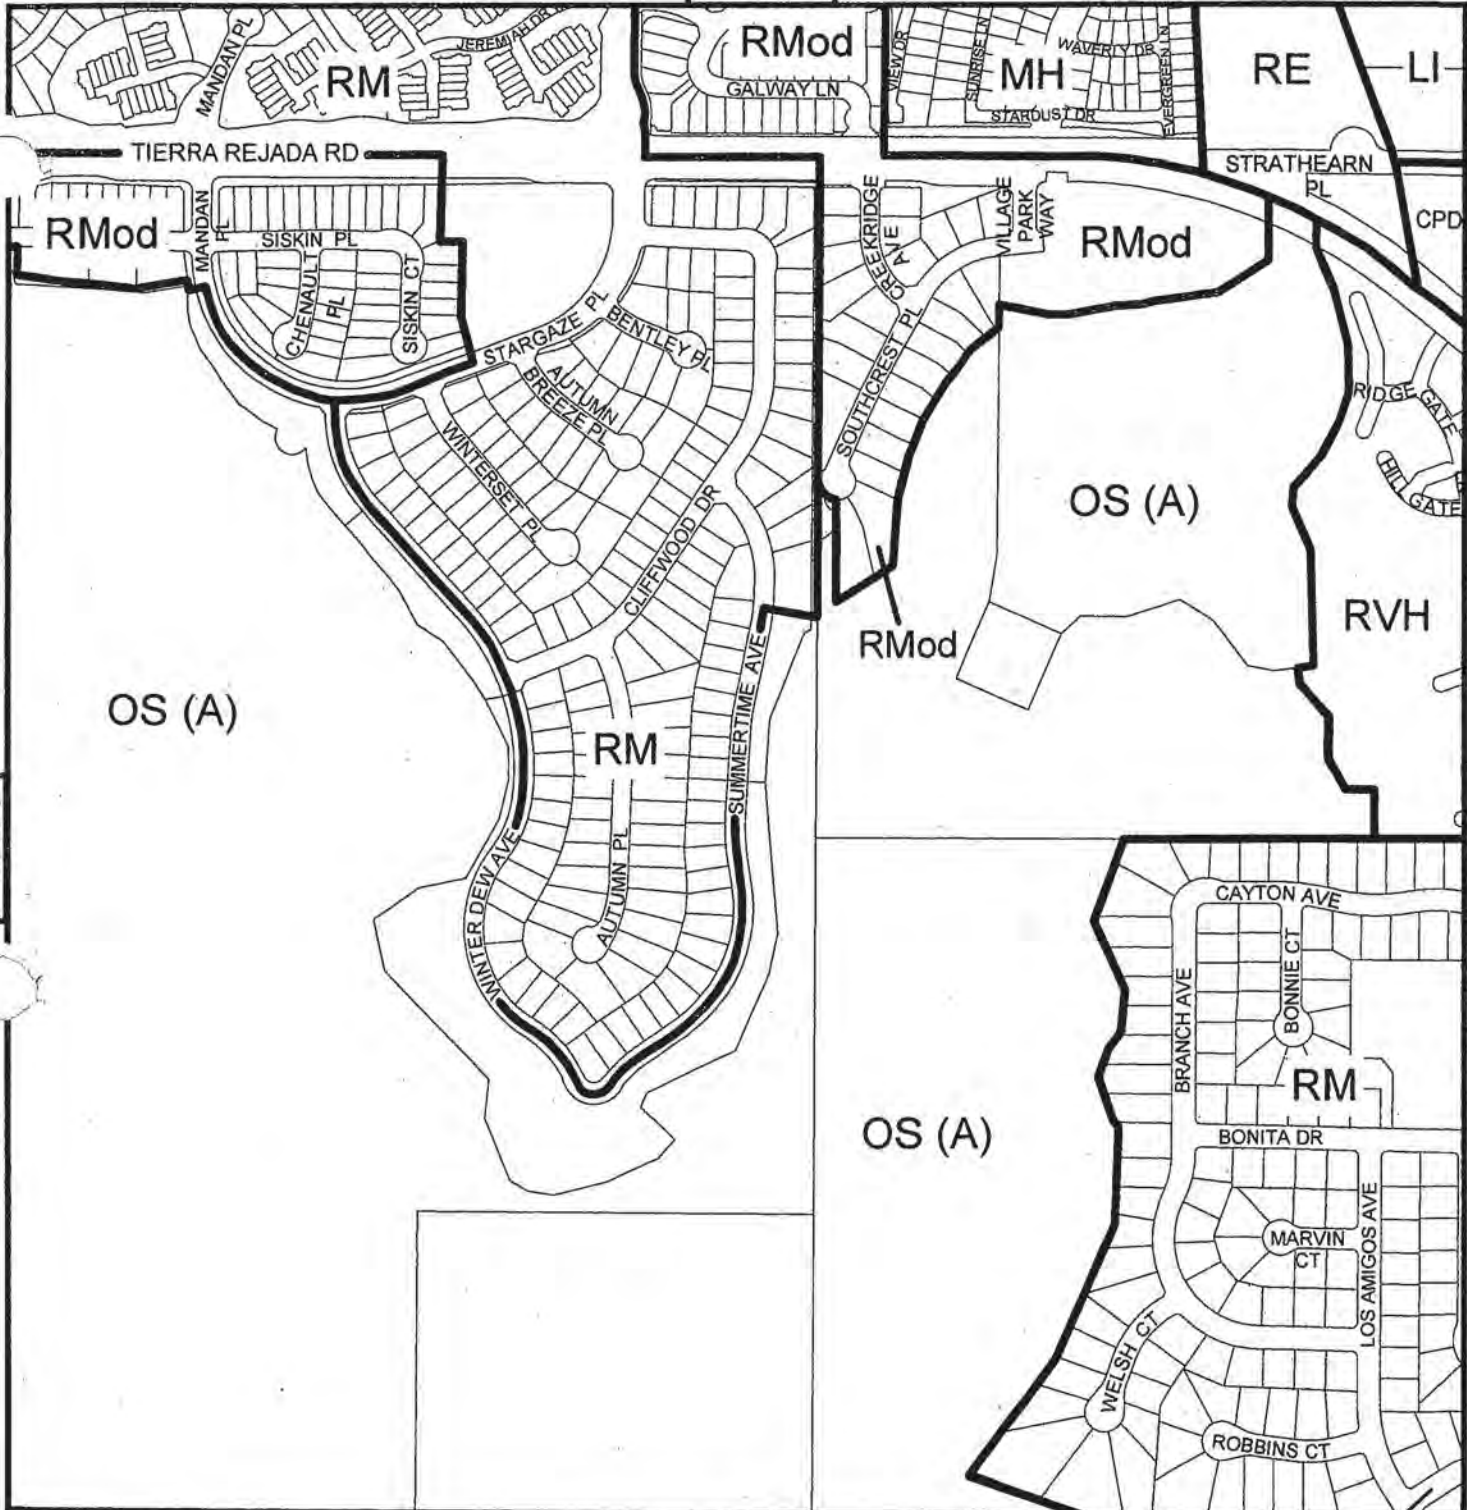 MANDAN PL
JEREMIAH DR
RM
RMod
GALWAY LN
VIEW DR
SUNRISE LN
WAVERTY DR
MH
EVERGREEN LN
STARDUST DR
RE
LI
TIERRA REJADA RD
STRATHEARN
PL
CPD
RMod
MANDAN
PL
SISKIN PL
CHENAULT
PL
SISKIN CT
CREEKRIDGE
AVE
VILLAGE
PARK
WAY
RMod
STARGAZE PL
BENTLEY PL
AUTUMN
BREEZE PL
WINTERSET PL
SOUTHCREST PL
CLIFFWOOD DR
RIDGE GATE
HILL GATE
OS (A)
RVH
RMod
OS (A)
RM
SUMMERTIME AVE
AUTUMN PL
WINTER DEW AVE
CAYTON AVE
BONNIE CT
BRANCH AVE
RM
OS (A)
BONITA DR
MARVIN
CT
LOS AMIGOS AVE
WELSH CT
ROBBINS CT